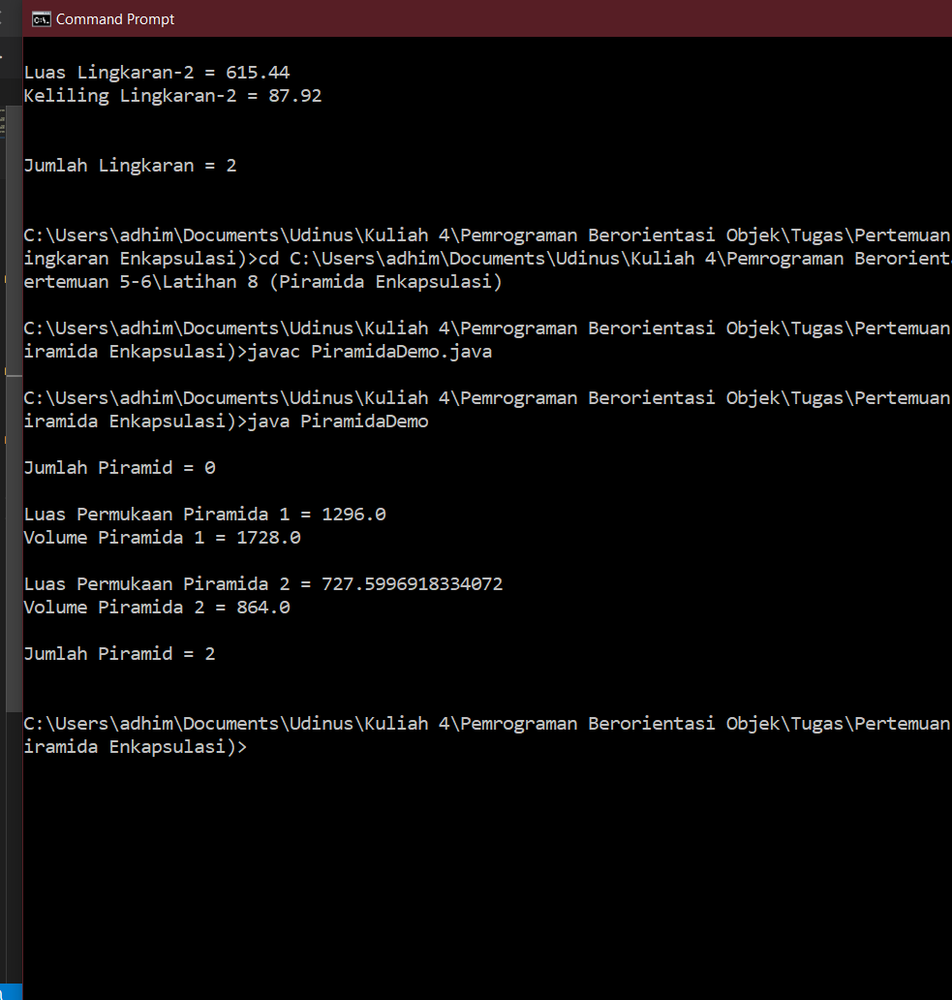 Command Prompt
Luas Lingkaran-2 = 615.44
Keliling Lingkaran-2 = 87.92
Jumlah Lingkaran = 2
C:\Users\adhim\Documents\Udinus\Kuliah 4\Pemrograman Berorientasi Objek\Tugas\Pertemuan
ingkaran Enkapsulasi)>cd C:\Users\adhim\Documents\Udinus\Kuliah 4\Pemrograman Berorienta
ertemuan 5-6\Latihan 8 (Piramida Enkapsulasi)
C:\Users\adhim\Documents\Udinus\Kuliah 4\Pemrograman Berorientasi Objek\Tugas\Pertemuan
iramida Enkapsulasi)>javac PiramidaDemo.java
C:\Users\adhim\Documents\Udinus\Kuliah 4\Pemrograman Berorientasi Objek\Tugas\Pertemuan
iramida Enkapsulasi)>java PiramidaDemo
Jumlah Piramid = 0
Luas Permukaan Piramida 1 = 1296.0
Volume Piramida 1 = 1728.0
Luas Permukaan Piramida 2 = 727.5996918334072
Volume Piramida 2 = 864.0
Jumlah Piramid = 2
C:\Users\adhim\Documents\Udinus\Kuliah 4\Pemrograman Berorientasi Objek\Tugas\Pertemuan
iramida Enkapsulasi)>